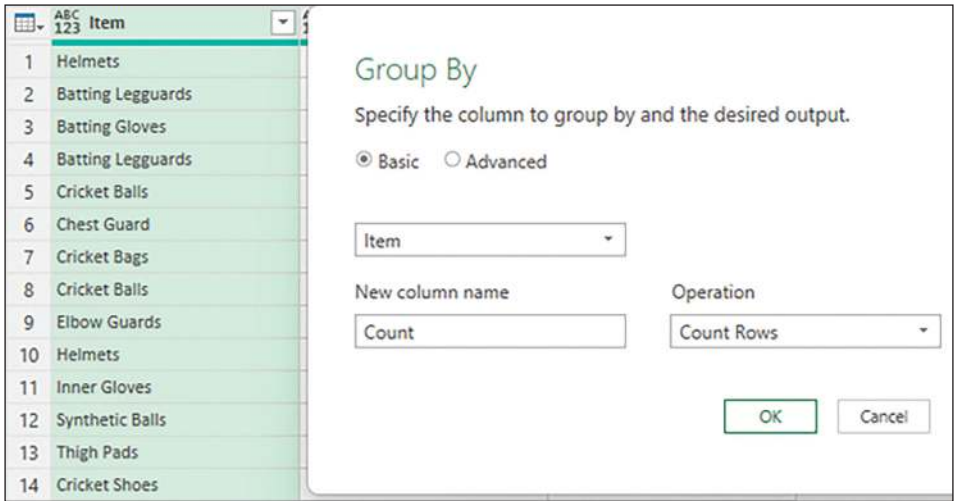 ABC
123 Item
1 Helmets
2 Batting Legguards
3 Batting Gloves
4 Batting Legguards
5 Cricket Balls
6 Chest Guard
7 Cricket Bags
8 Cricket Balls
9 Elbow Guards
10 Helmets
11 Inner Gloves
12 Synthetic Balls
13 Thigh Pads
14 Cricket Shoes
Group By
Specify the column to group by and the desired output.
Basic Advanced
Item
New column name Operation
Count Count Rows
OK Cancel